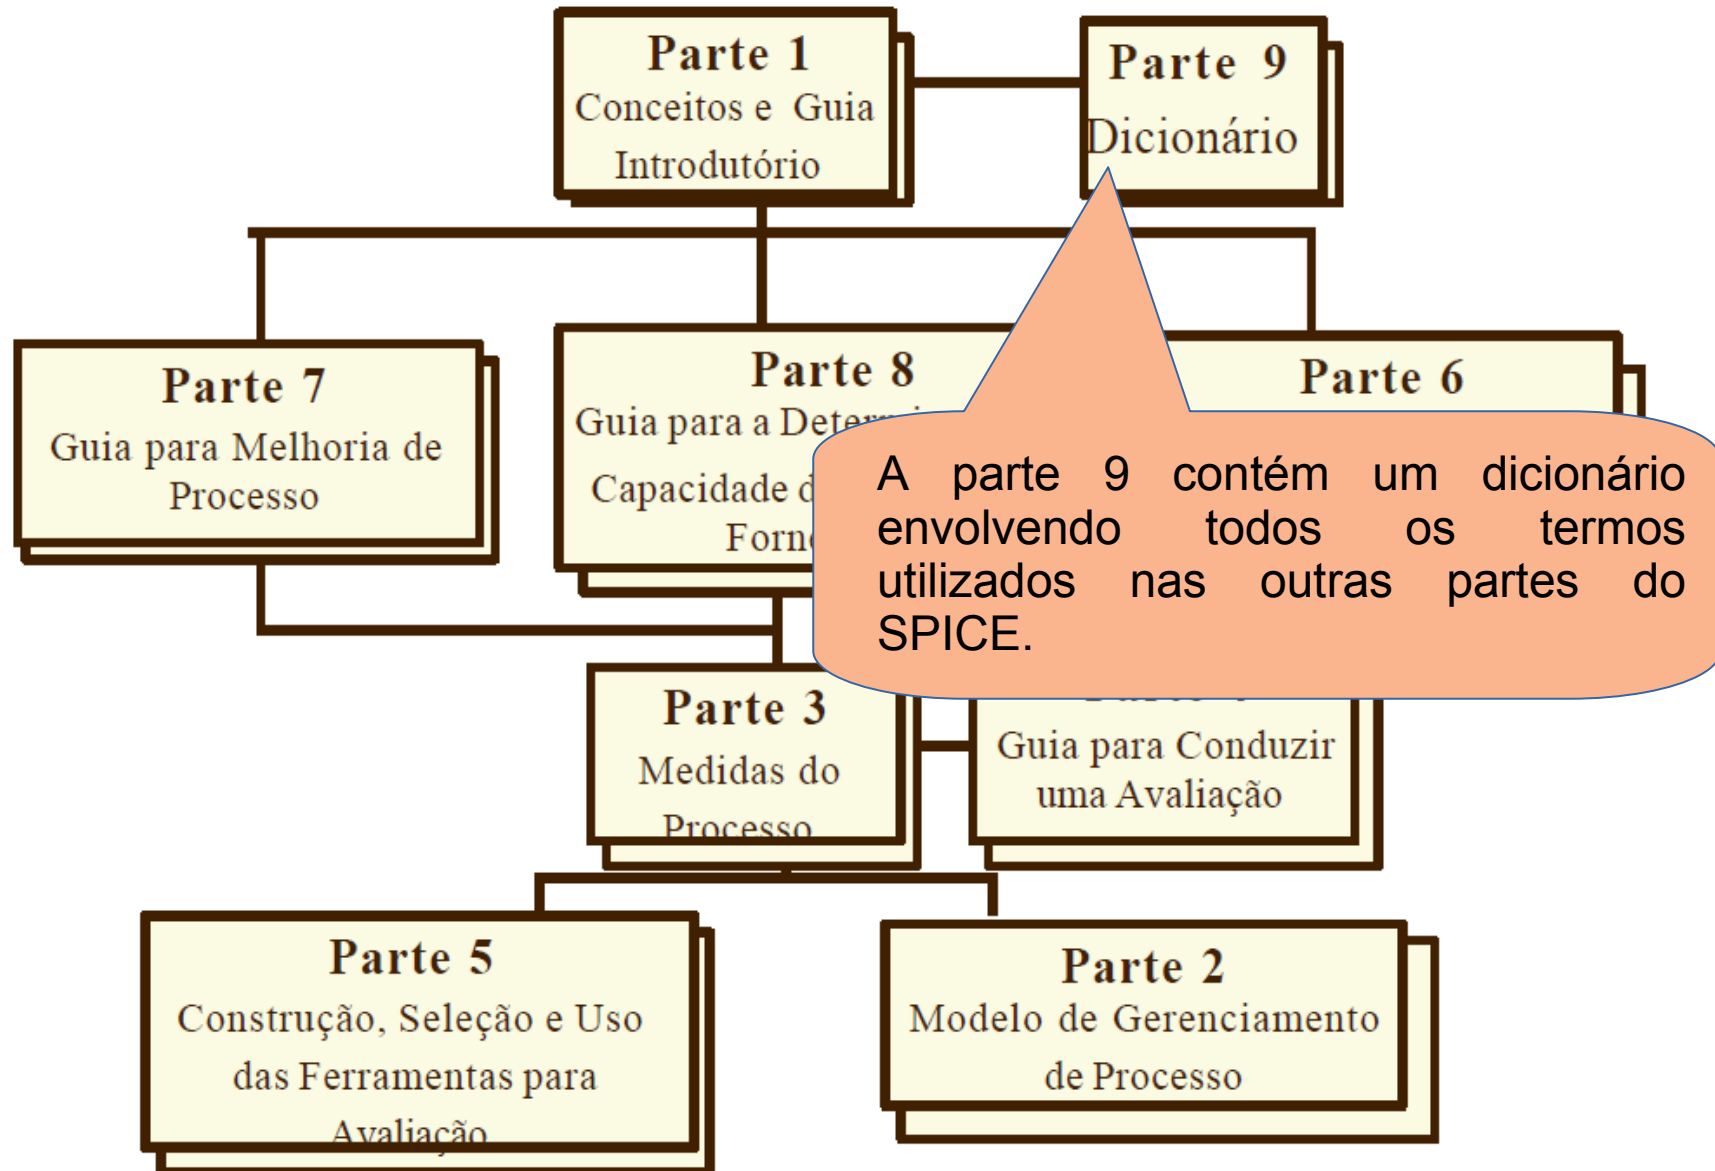 Parte 1
Conceitos e Guia
Introdutório
Parte 9
Dicionário
Parte 7
Guia para Melhoria de
Processo
Parte 8
Guia para a
Capacidade
Parte 6
A parte 9 contém um dicionário
envolvendo todos os termos
utilizados nas outras partes do
SPICE.
Parte 3
Medidas do
Processo
Guia para Conduzir
uma Avaliação
Parte 5
Construção, Seleção e Uso
das Ferramentas para
Avaliação
Parte 2
Modelo de Gerenciamento
de Processo